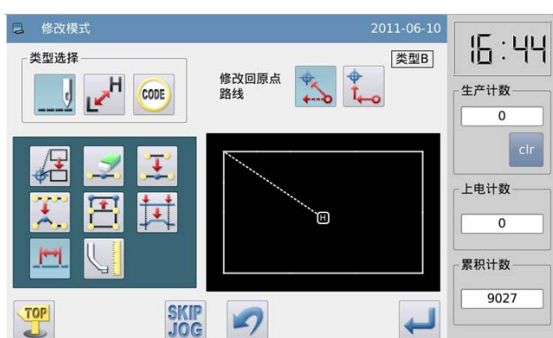 修改模式
2011-06-10
类型选择
L H
CODE
修改回原点
路线
类型B
H
TOP
SKIP
JOG
16:44
生产计数
0
clr
上电计数
0
累积计数
9027